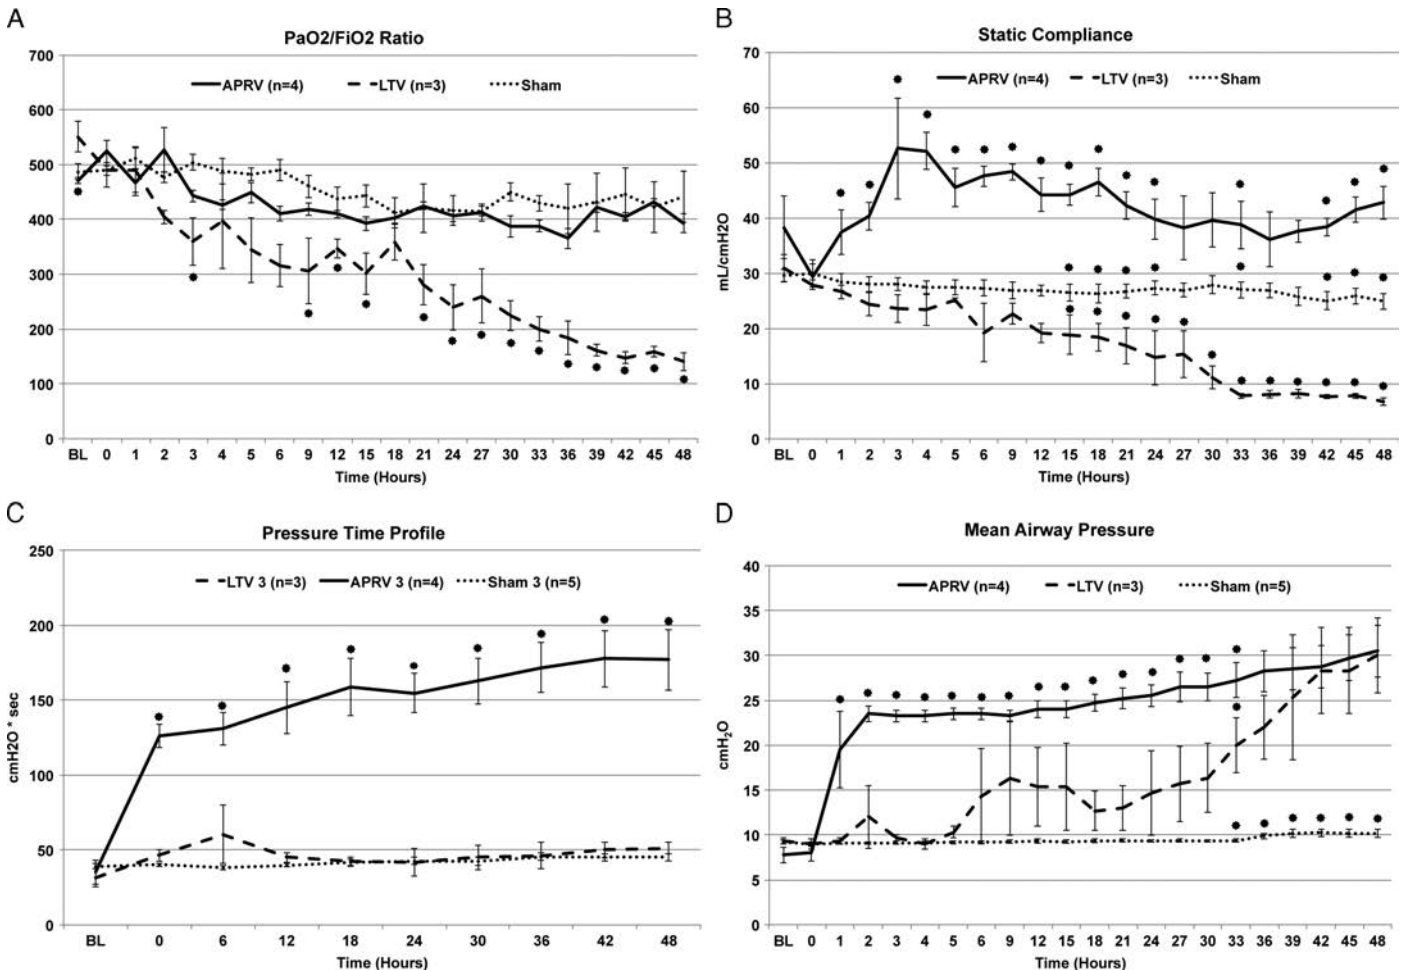 A
PaO2/FiO2 Ratio
700
600
500
400
300
200
100
0
APRV (n=4) LTV (n=3) Sham
BL 0 1 2 3 4 5 6 9 12 15 18 21 24 27 30 33 36 39 42 45 48
Time (Hours)
B
Static Compliance
70
60
50
40
30
20
10
0
mL/cmH2O
APRV (n=4) LTV (n=3) Sham
BL 0 1 2 3 4 5 6 9 12 15 18 21 24 27 30 33 36 39 42 45 48
Time (Hours)
C
Pressure Time Profile
250
200
150
100
50
0
cmH2O * sec
LTV 3 (n=3) APRV 3 (n=4) Sham 3 (n=5)
BL 0 6 12 18 24 30 36 42 48
Time (Hours)
D
Mean Airway Pressure
40
35
30
25
20
15
10
5
0
cmH₂O
APRV (n=4) LTV (n=3) Sham (n=5)
BL 0 1 2 3 4 5 6 9 12 15 18 21 24 27 30 33 36 39 42 45 48
Time (Hours)